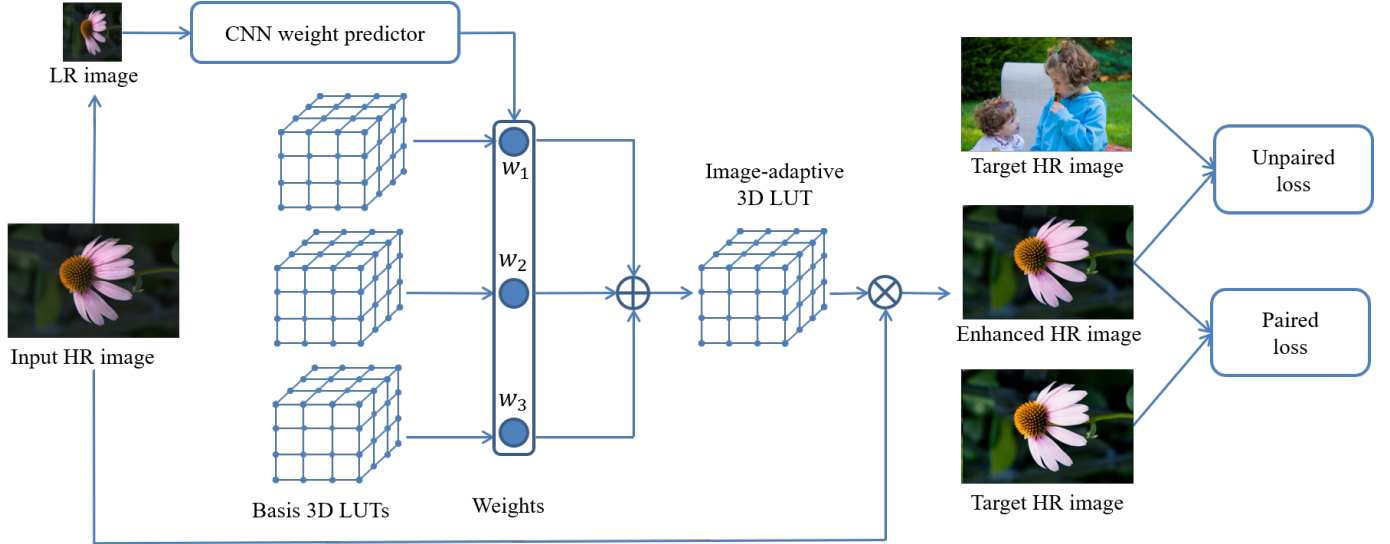 CNN weight predictor
LR image
Input HR image
Basis 3D LUTs
w1
w2
w3
Weights
Image-adaptive
3D LUT
Target HR image
Enhanced HR image
Target HR image
Unpaired
loss
Paired
loss